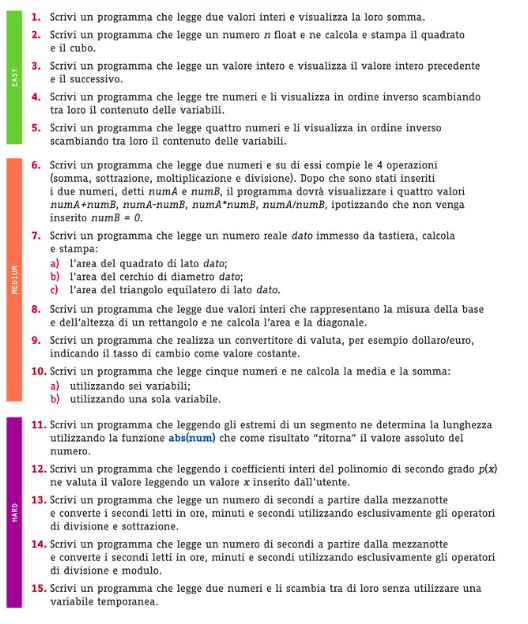 1. Scrivi un programma che legge due valori interi e visualizza la loro somma.
2. Scrivi un programma che legge un numero n float e ne calcola e stampa il quadrato
e il cubo.
3. Scrivi un programma che legge un valore intero e visualizza il valore intero precedente
e il successivo.
4. Scrivi un programma che legge tre numeri e li visualizza in ordine inverso scambiando
tra loro il contenuto delle variabili.
5. Scrivi un programma che legge quattro numeri e li visualizza in ordine inverso
scambiando tra loro il contenuto delle variabili.
EASY
6. Scrivi un programma che legge due numeri e su di essi compie le 4 operazioni
(somma, sottrazione, moltiplicazione e divisione). Dopo che sono stati inseriti
i due numeri, detti numA e numB, il programma dovrà visualizzare i quattro valori
numA+numB, numA-numB, numA*numB, numA/numB, ipotizzando che non venga
inserito numB = 0.
7. Scrivi un programma che legge un numero reale dato immesso da tastiera, calcola
e stampa:
a) l'area del quadrato di lato dato;
b) l'area del cerchio di diametro dato;
c) l'area del triangolo equilatero di lato dato.
8. Scrivi un programma che legge due valori interi che rappresentano la misura della base
e dell'altezza di un rettangolo e ne calcola l'area e la diagonale.
9. Scrivi un programma che realizza un convertitore di valuta, per esempio dollaro/euro,
indicando il tasso di cambio come valore costante.
10. Scrivi un programma che legge cinque numeri e ne calcola la media e la somma:
a) utilizzando sei variabili;
b) utilizzando una sola variabile.
MEDIUM
11. Scrivi un programma che leggendo gli estremi di un segmento ne determina la lunghezza
utilizzando la funzione abs(num) che come risultato "ritorna" il valore assoluto del
numero.
12. Scrivi un programma che leggendo i coefficienti interi del polinomio di secondo grado p(x)
ne valuta il valore leggendo un valore x inserito dall'utente.
13. Scrivi un programma che legge un numero di secondi a partire dalla mezzanotte
e converte i secondi letti in ore, minuti e secondi utilizzando esclusivamente gli operatori
di divisione e sottrazione.
14. Scrivi un programma che legge un numero di secondi a partire dalla mezzanotte
e converte i secondi letti in ore, minuti e secondi utilizzando esclusivamente gli operatori
di divisione e modulo.
15. Scrivi un programma che legge due numeri e li scambia tra di loro senza utilizzare una
variabile temporanea.
HARD